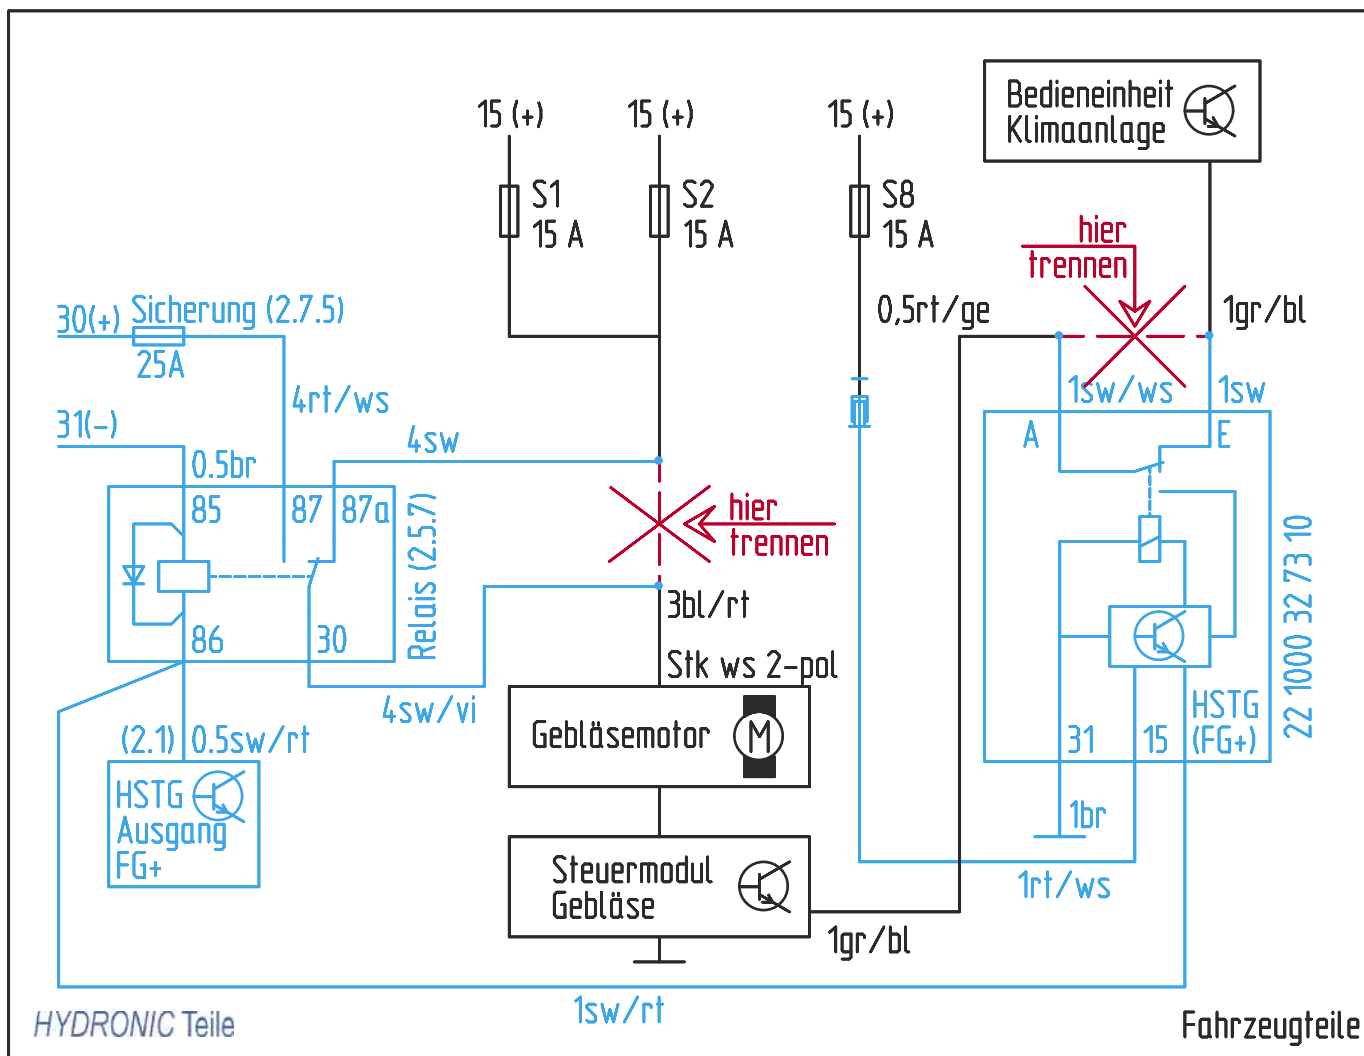 Bedieneinheit
Klimaanlage
15 (+)
15 (+)
15 (+)
S1
15 A
S2
15 A
S8
15 A
hier
trennen
30(+)
Sicherung (2.7.5)
25A
0,5rt/ge
1gr/bl
4rt/ws
1sw/ws
1sw
31(-)
4sw
A
E
0.5br
85
87
87a
Relais (2.5.7)
hier
trennen
86
30
3bl/rt
Stk ws 2-pol
4sw/vi
Gebläsemotor
M
22 1000 32 73 10
HSTG
(FG+)
31
15
(2.1)
0.5sw/rt
HSTG
Ausgang
FG+
1br
1rt/ws
Steuermodul
Gebläse
1gr/bl
1sw/rt
HYDRONIC Teile
Fahrzeugteile